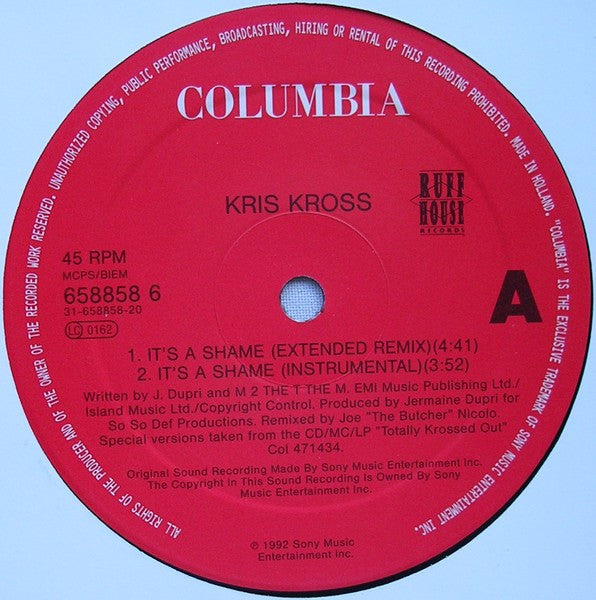 ALL RIGHTS OF THE PRODUCER AND OF THE OWNER OF THE RECORDED WORK RESERVED. UNAUTHORIZED COPYING, PUBLIC PERFORMANCE, BROADCASTING, HIRING OR RENTAL OF THIS RECORDING PROHIBITED. MADE IN HOLLAND. "COLUMBIA" IS THE EXCLUSIVE TRADEMARK OF SONY MUSIC ENTERTAINMENT INC.
COLUMBIA
KRIS KROSS
RUFF
HOUSE
RECORDS
45 RPM
MCPS/BIEM
658858 6
31-658858-20
LC 0162
A
1. IT'S A SHAME (EXTENDED REMIX)(4:41)
2. IT'S A SHAME (INSTRUMENTAL)(3:52)
Written by J. Dupri and M 2 THE T THE M. EMI Music Publishing Ltd./
Island Music Ltd./Copyright Control. Produced by Jermaine Dupri for
So So Def Productions. Remixed by Joe "The Butcher" Nicolo.
Special versions taken from the CD/MC/LP "Totally Krossed Out"
Col 471434.
Original Sound Recording Made By Sony Music Entertainment Inc.
The Copyright In This Sound Recording Is Owned By Sony
Music Entertainment Inc.
℗ 1992 Sony Music
Entertainment Inc.